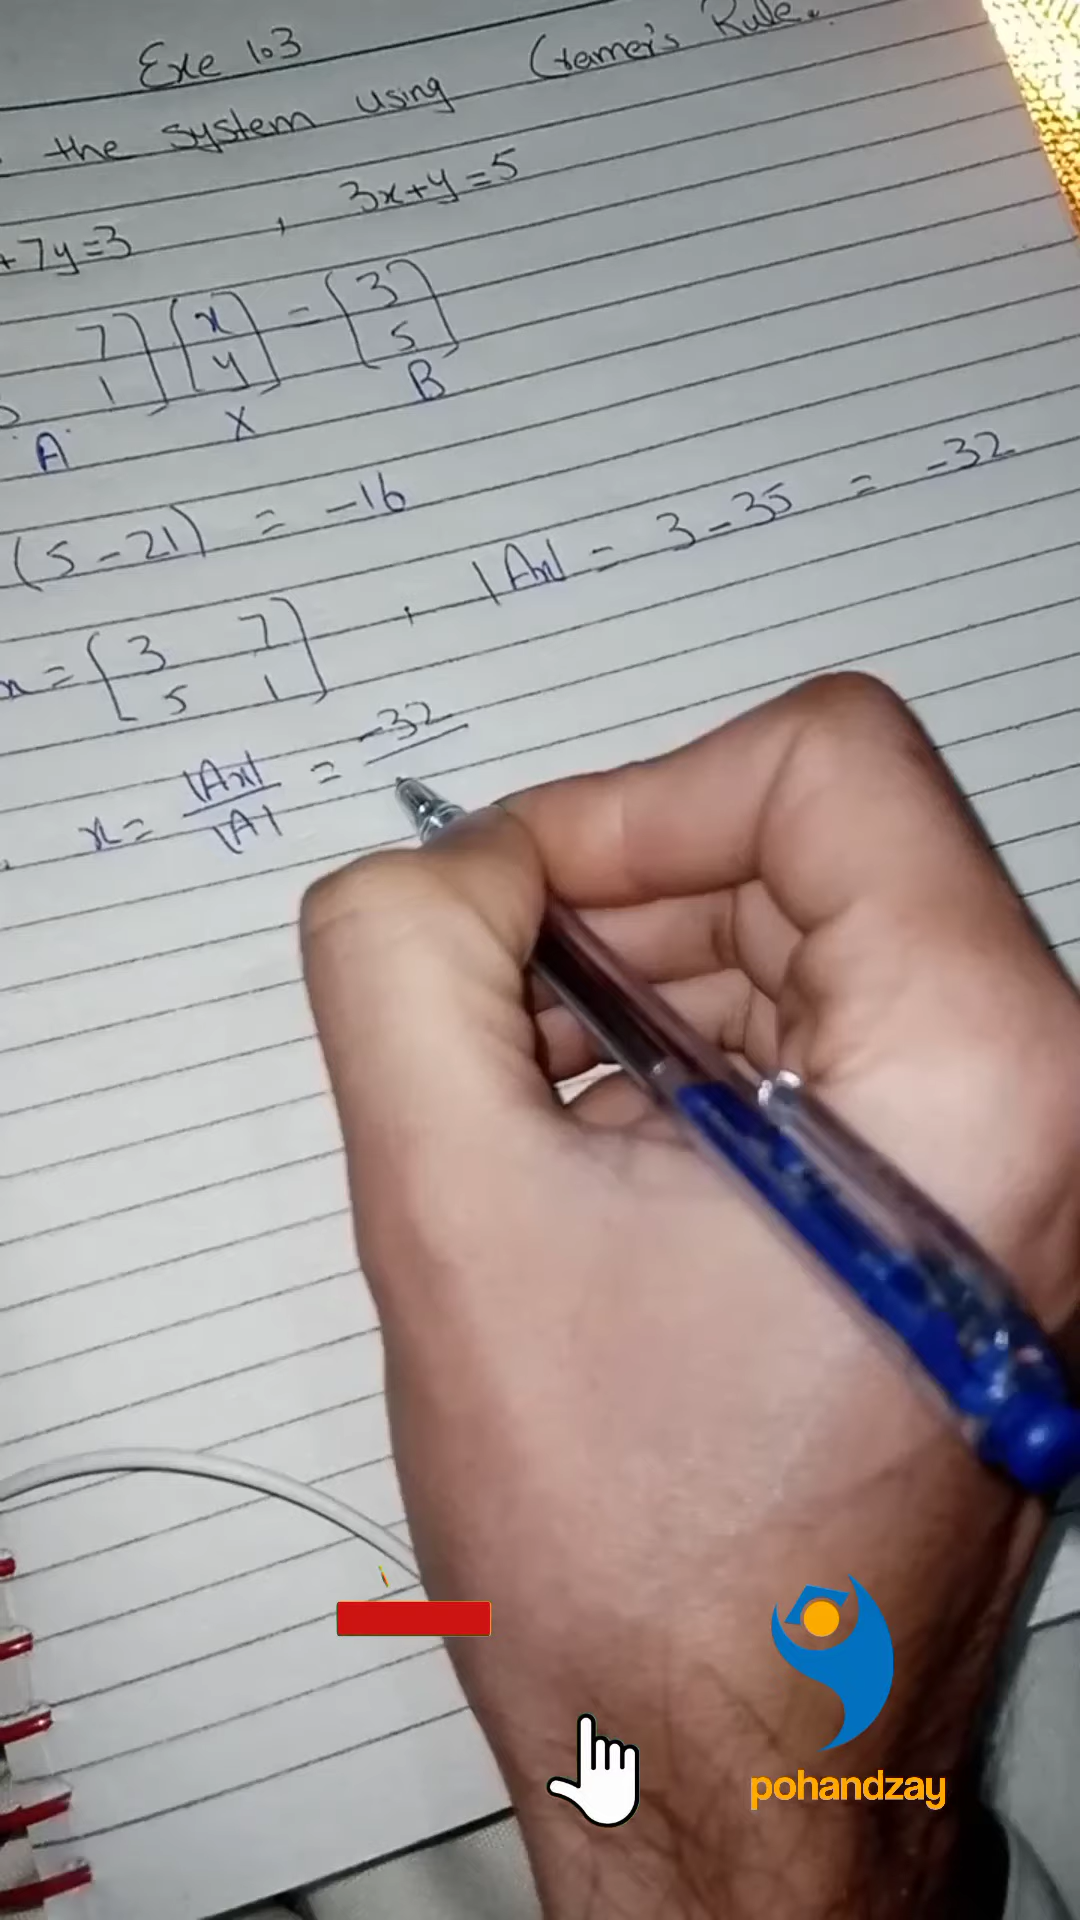 Exe 1.3
the system using Cramer's Rule.
+ 7y = 3 , 3x + y = 5
7 ] [ x ] = [ 3 ]
1 ] [ y ] [ 5 ]
A X B
(5 - 21) = -16
= [ 3 7 ] , |Ax| = 3 - 35 = -32
[ 5 1 ]
x = |Ax| / |A| = -32
pohandzay